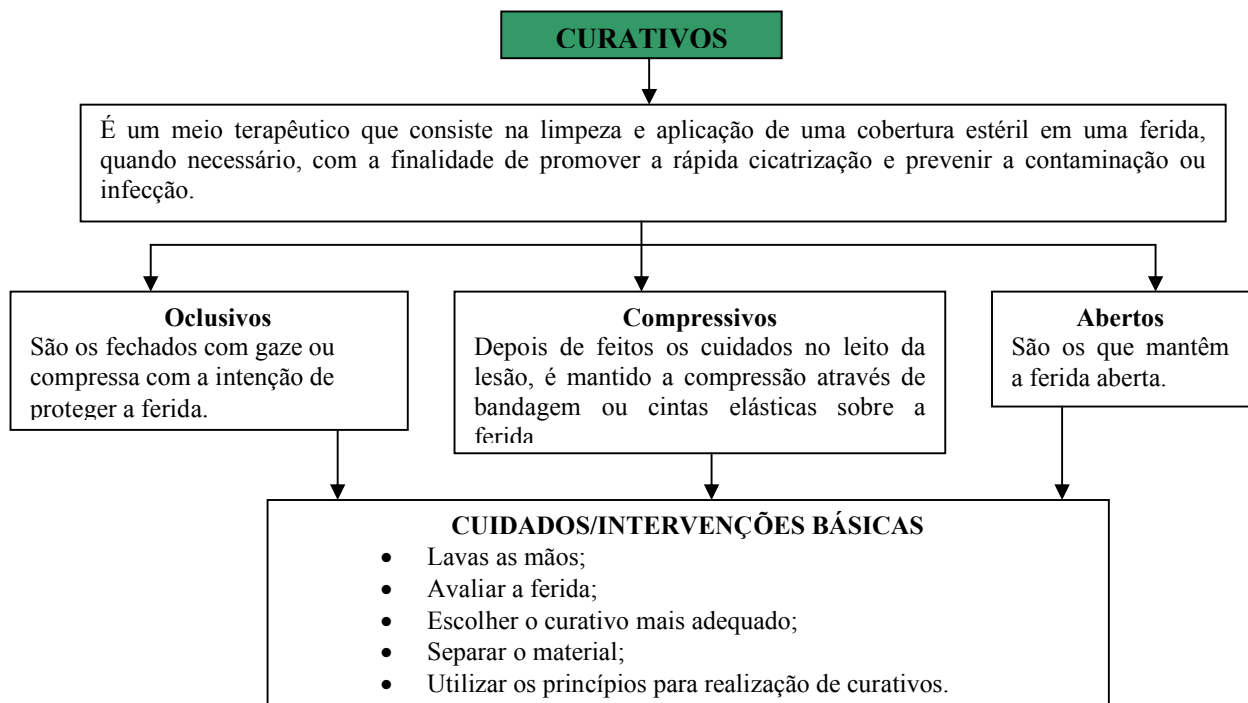 CURATIVOS
É um meio terapêutico que consiste na limpeza e aplicação de uma cobertura estéril em uma ferida,
quando necessário, com a finalidade de promover a rápida cicatrização e prevenir a contaminação ou
infecção.
Oclusivos
São os fechados com gaze ou
compressa com a intenção de
proteger a ferida.
Compressivos
Depois de feitos os cuidados no leito da
lesão, é mantido a compressão através de
bandagem ou cintas elásticas sobre a
ferida
Abertos
São os que mantêm
a ferida aberta.
CUIDADOS/INTERVENÇÕES BÁSICAS
• Lavas as mãos;
• Avaliar a ferida;
• Escolher o curativo mais adequado;
• Separar o material;
• Utilizar os princípios para realização de curativos.